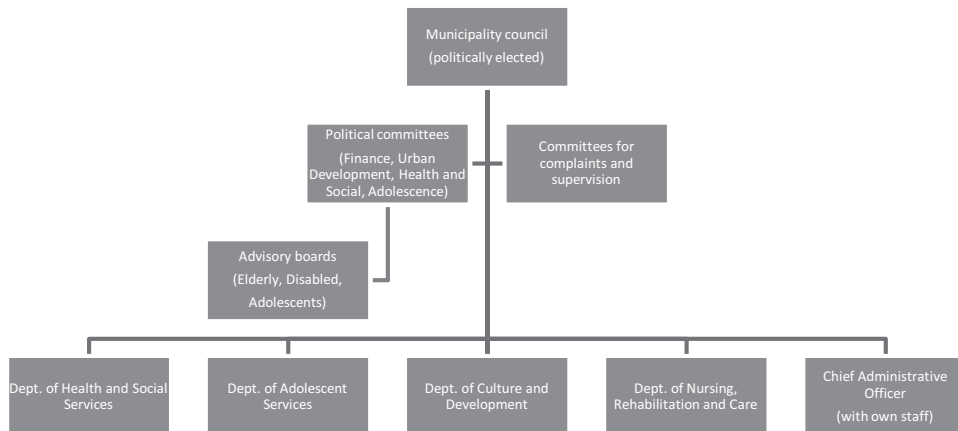 Municipality council
(politically elected)
Political committees
(Finance, Urban
Development, Health and
Social, Adolescence)
Committees for
complaints and
supervision
Advisory boards
(Elderly, Disabled,
Adolescents)
Dept. of Health and Social
Services
Dept. of Adolescent
Services
Dept. of Culture and
Development
Dept. of Nursing,
Rehabilitation and Care
Chief Administrative
Officer
(with own staff)